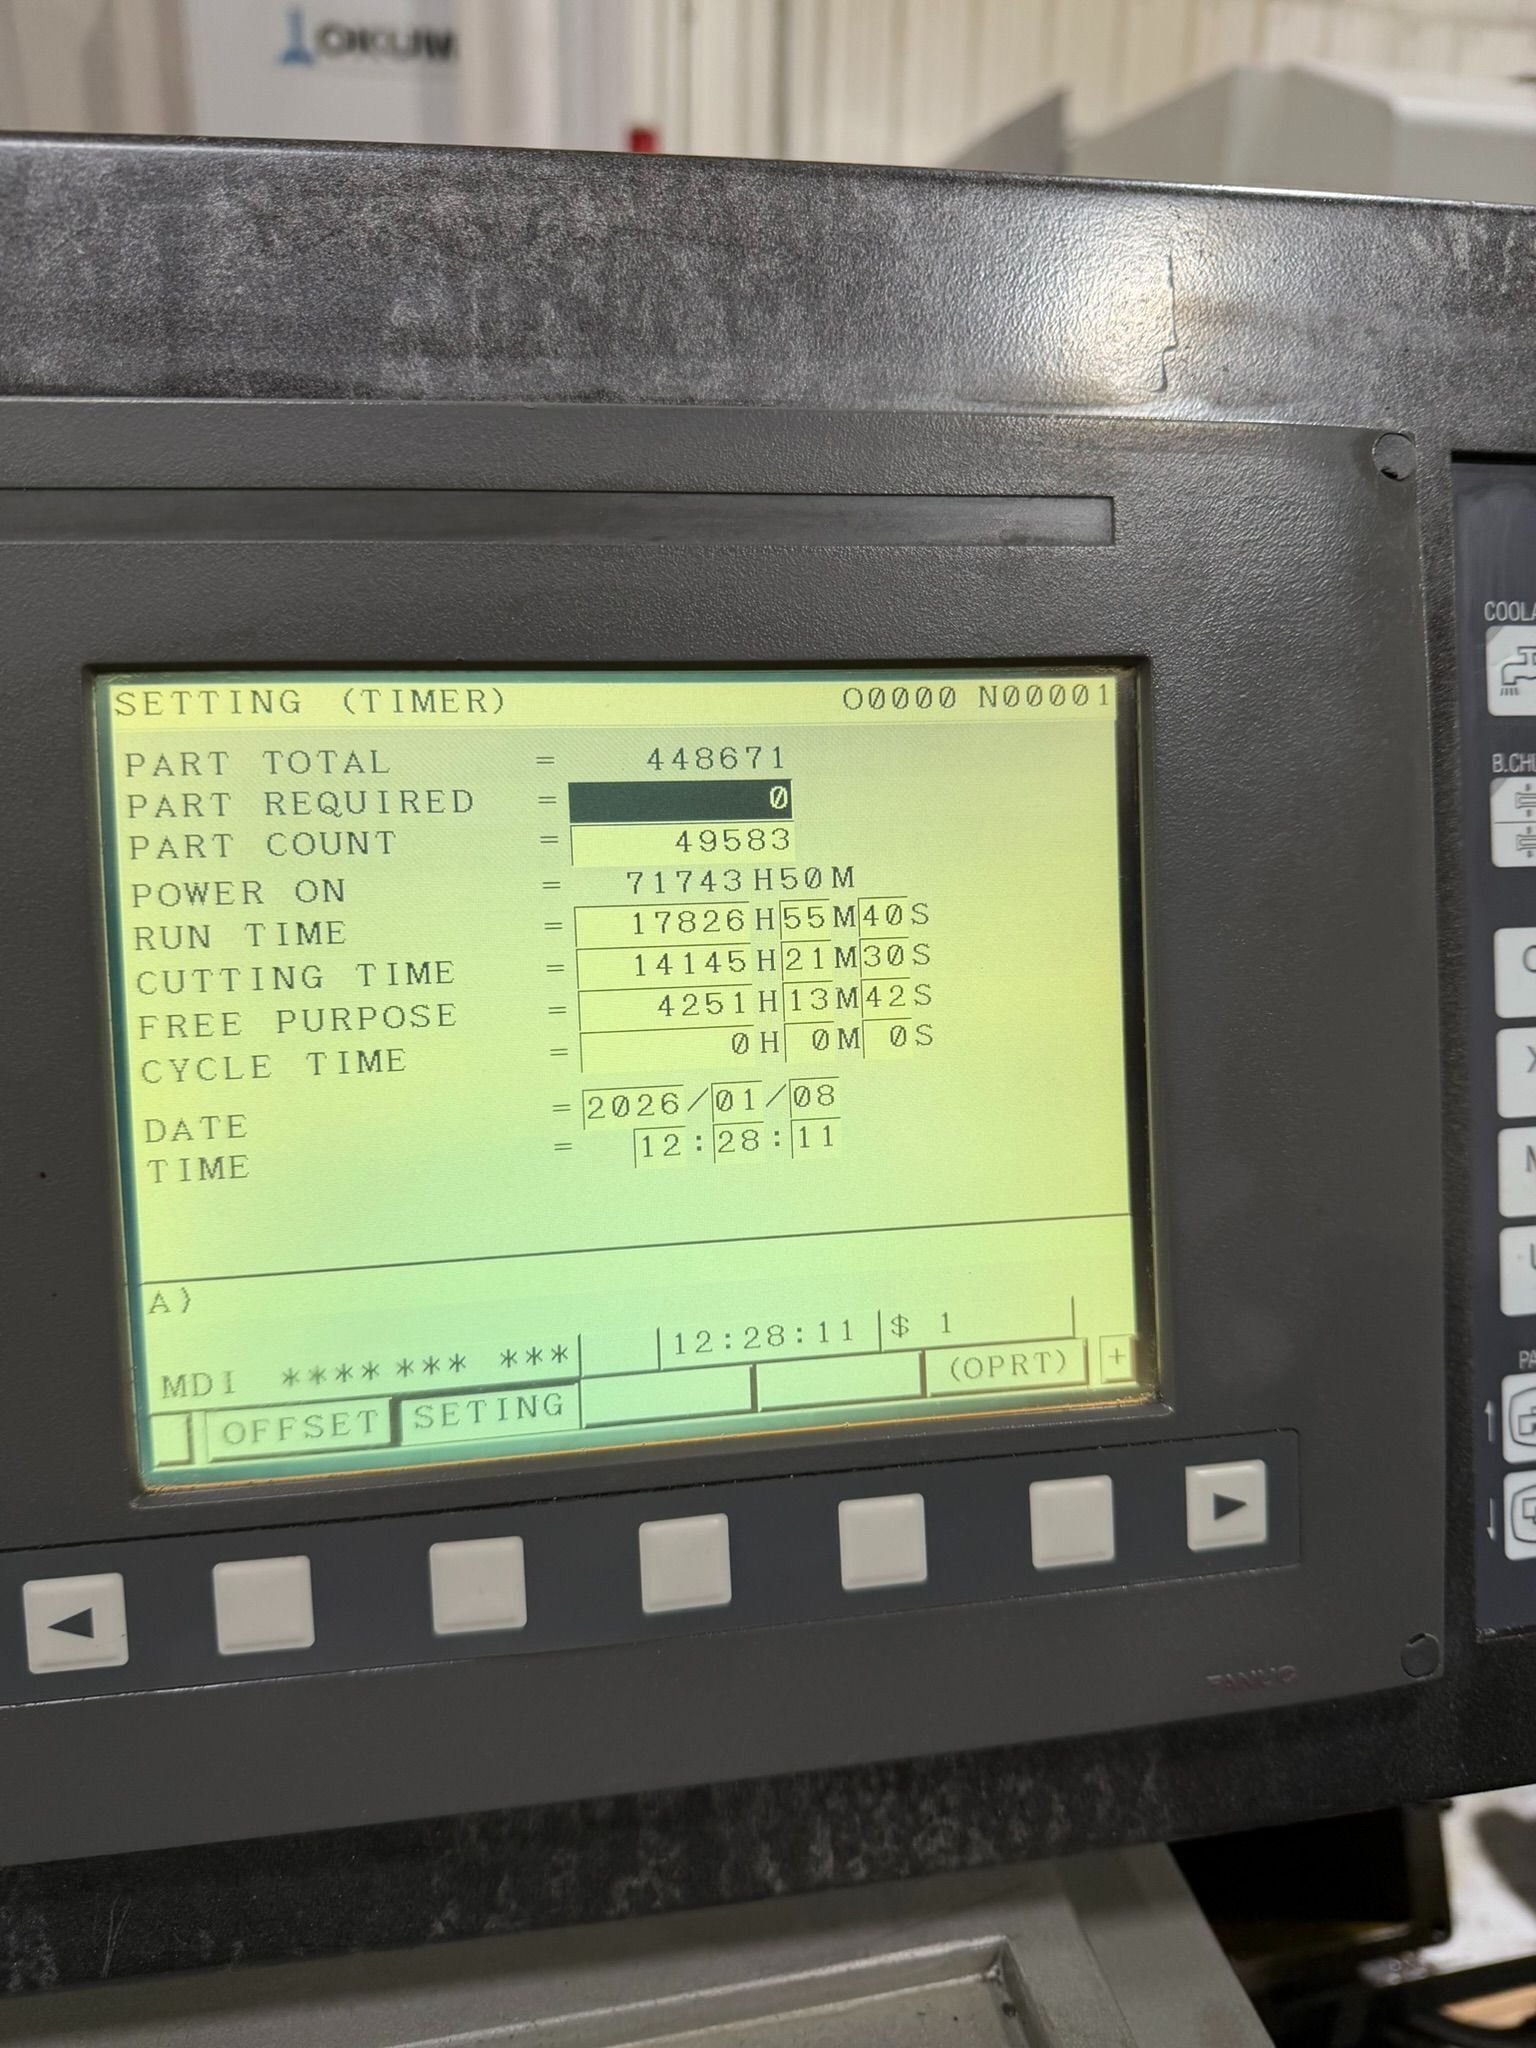 OKUM
SETTING (TIMER) O0000 N00001
PART TOTAL = 448671
PART REQUIRED = 0
PART COUNT = 49583
POWER ON = 71743H50M
RUN TIME = 17826H55M40S
CUTTING TIME = 14145H21M30S
FREE PURPOSE = 4251H13M42S
CYCLE TIME = 0H 0M 0S
DATE = 2026/01/08
TIME = 12:28:11
A)
MDI **** *** *** 12:28:11 $ 1
OFFSET SETING (OPRT) +
FANUC
COOLA
B.CHU
X
PA